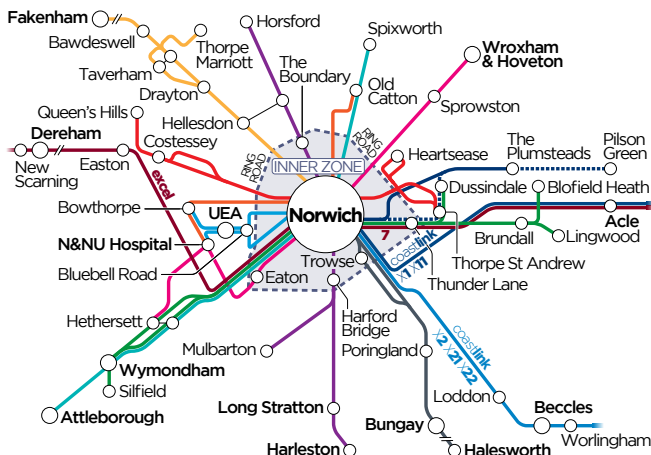 Fakenham
Bawdeswell
Thorpe
Marriott
Taverham
Drayton
Hellesdon
Horsford
The
Boundary
Spixworth
Old
Catton
Wroxham
& Hoveton
Sprowston
Queen's Hills
Costessey
Dereham
New
Scarning
Easton
excel
RING
ROAD
RING
ROAD
INNER ZONE
Heartsease
The
Plumsteads
Pilson
Green
Dussindale
Blofield Heath
Bowthorpe
UEA
Norwich
7
Acle
Brundall
Lingwood
N&NU Hospital
Bluebell Road
Eaton
Trowse
coastlink
X1 X11
Thorpe St Andrew
Thunder Lane
Hethersett
Harford
Bridge
Mulbarton
Poringland
coastlink
X2 X21 X22
Wymondham
Silfield
Attleborough
Long Stratton
Harleston
Bungay
Halesworth
Loddon
Beccles
Worlingham